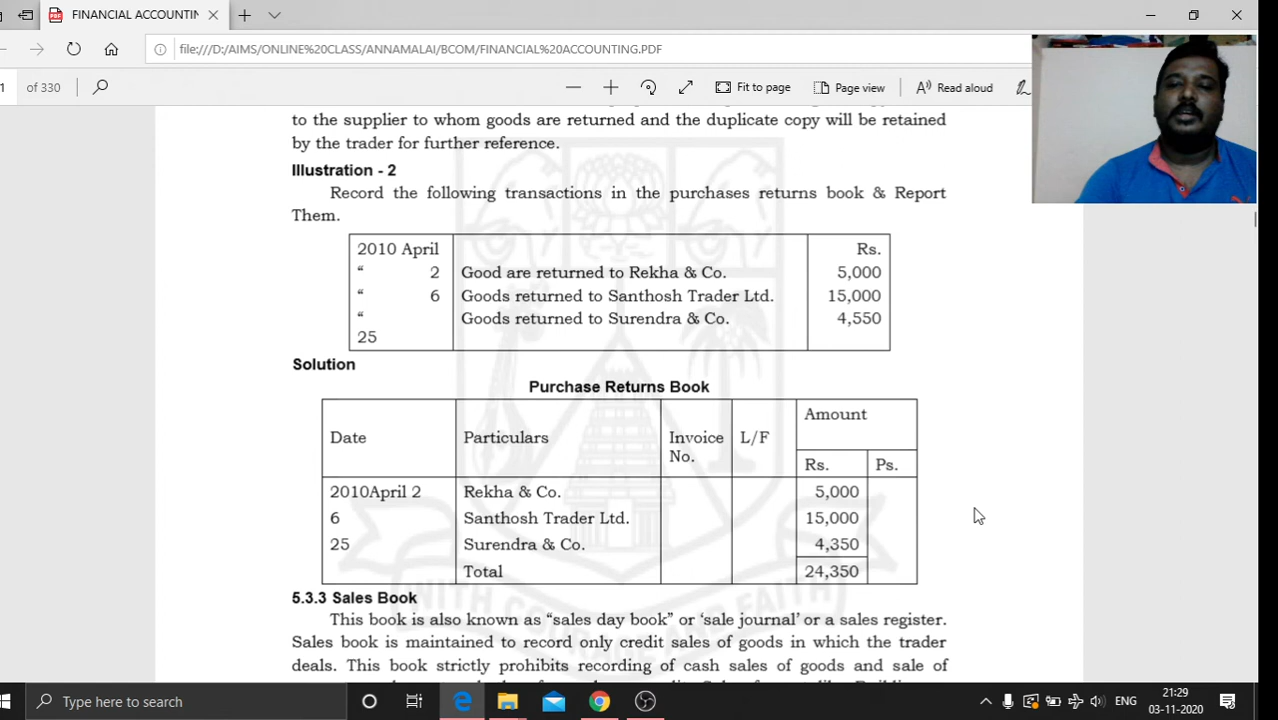 FINANCIAL ACCOUNTIN
file:///D:/AIMS/ONLINE%20CLASS/ANNAMALAI/BCOM/FINANCIAL%20ACCOUNTING.PDF
1 of 330 Fit to page Page view Read aloud
to the supplier to whom goods are returned and the duplicate copy will be retained
by the trader for further reference.
Illustration - 2
Record the following transactions in the purchases returns book & Report
Them.
2010 April Rs.
“ 2 Good are returned to Rekha & Co. 5,000
“ 6 Goods returned to Santhosh Trader Ltd. 15,000
“ Goods returned to Surendra & Co. 4,550
25
Solution
Purchase Returns Book
Date Particulars Invoice No. L/F Amount
Rs. Ps.
2010April 2 Rekha & Co. 5,000
6 Santhosh Trader Ltd. 15,000
25 Surendra & Co. 4,350
Total 24,350
5.3.3 Sales Book
This book is also known as “sales day book” or ‘sale journal’ or a sales register.
Sales book is maintained to record only credit sales of goods in which the trader
deals. This book strictly prohibits recording of cash sales of goods and sale of
WITH COURAGE AND FAITH
Type here to search
ENG
21:29
03-11-2020